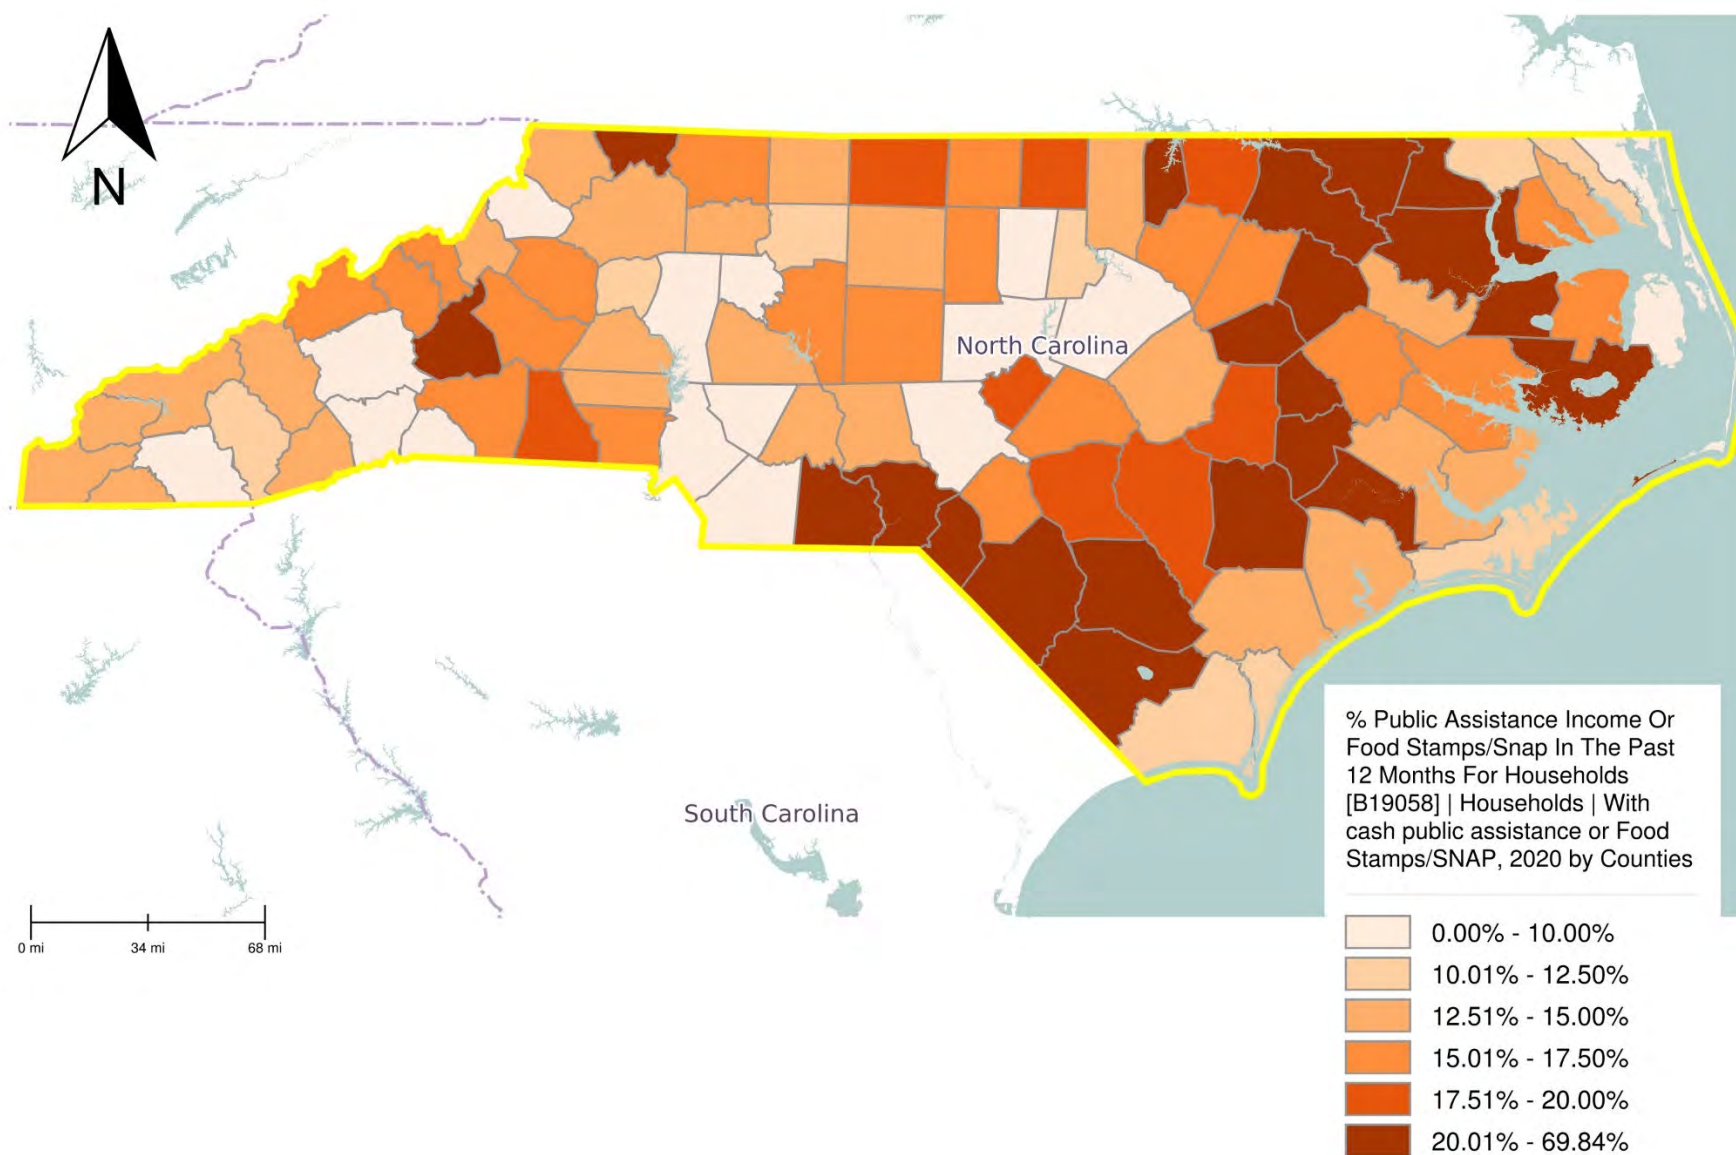 N
North Carolina
South Carolina
0 mi
34 mi
68 mi
% Public Assistance Income Or
Food Stamps/Snap In The Past
12 Months For Households
[B19058] | Households | With
cash public assistance or Food
Stamps/SNAP, 2020 by Counties
0.00% - 10.00%
10.01% - 12.50%
12.51% - 15.00%
15.01% - 17.50%
17.51% - 20.00%
20.01% - 69.84%